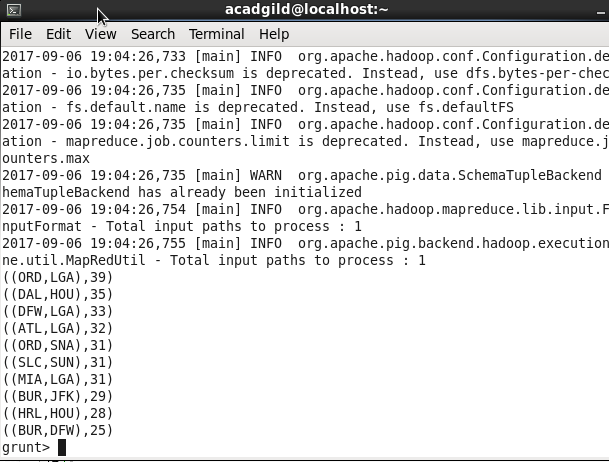 acadgild@localhost:~
File Edit View Search Terminal Help
2017-09-06 19:04:26,733 [main] INFO  org.apache.hadoop.conf.Configuration.de
ation - io.bytes.per.checksum is deprecated. Instead, use dfs.bytes-per-chec
2017-09-06 19:04:26,735 [main] INFO  org.apache.hadoop.conf.Configuration.de
ation - fs.default.name is deprecated. Instead, use fs.defaultFS
2017-09-06 19:04:26,735 [main] INFO  org.apache.hadoop.conf.Configuration.de
ation - mapreduce.job.counters.limit is deprecated. Instead, use mapreduce.j
ounters.max
2017-09-06 19:04:26,735 [main] WARN  org.apache.pig.data.SchemaTupleBackend
hemaTupleBackend has already been initialized
2017-09-06 19:04:26,754 [main] INFO  org.apache.hadoop.mapreduce.lib.input.F
nputFormat - Total input paths to process : 1
2017-09-06 19:04:26,755 [main] INFO  org.apache.pig.backend.hadoop.execution
ne.util.MapRedUtil - Total input paths to process : 1
((ORD,LGA),39)
((DAL,HOU),35)
((DFW,LGA),33)
((ATL,LGA),32)
((ORD,SNA),31)
((SLC,SUN),31)
((MIA,LGA),31)
((BUR,JFK),29)
((HRL,HOU),28)
((BUR,DFW),25)
grunt>